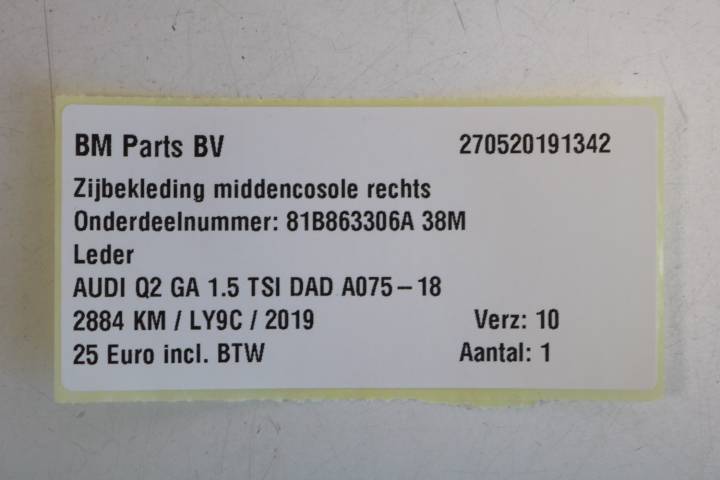 BM Parts BV 270520191342
Zijbekleding middencosole rechts
Onderdeelnummer: 81B863306A 38M
Leder
AUDI Q2 GA 1.5 TSI DAD A075-18
2884 KM / LY9C / 2019 Verz: 10
25 Euro incl. BTW Aantal: 1